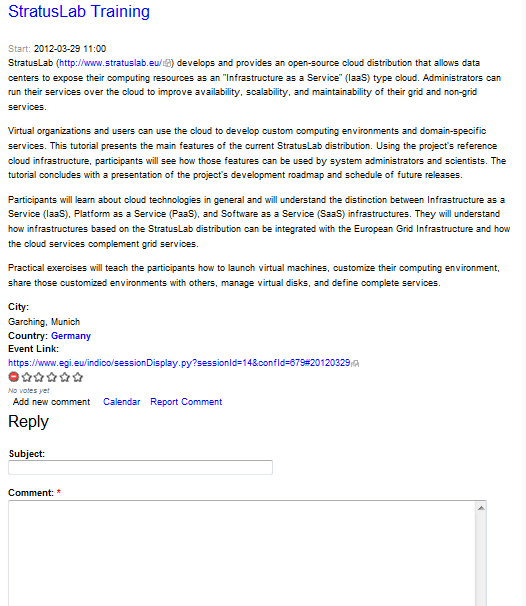 StratusLab Training
Start: 2012-03-29 11:00
StratusLab (http://www.stratuslab.eu/) develops and provides an open-source cloud distribution that allows data
centers to expose their computing resources as an "Infrastructure as a Service" (IaaS) type cloud. Administrators can
run their services over the cloud to improve availability, scalability, and maintainability of their grid and non-grid
services.
Virtual organizations and users can use the cloud to develop custom computing environments and domain-specific
services. This tutorial presents the main features of the current StratusLab distribution. Using the project's reference
cloud infrastructure, participants will see how those features can be used by system administrators and scientists. The
tutorial concludes with a presentation of the project's development roadmap and schedule of future releases.
Participants will learn about cloud technologies in general and will understand the distinction between Infrastructure as a
Service (IaaS), Platform as a Service (PaaS), and Software as a Service (SaaS) infrastructures. They will understand
how infrastructures based on the StratusLab distribution can be integrated with the European Grid Infrastructure and how
the cloud services complement grid services.
Practical exercises will teach the participants how to launch virtual machines, customize their computing environment,
share those customized environments with others, manage virtual disks, and define complete services.
City:
Garching, Munich
Country: Germany
Event Link:
https://www.egi.eu/indico/sessionDisplay.py?sessionId=14&confId=679#20120329
No votes yet
Add new comment Calendar Report Comment
Reply
Subject:
Comment: *